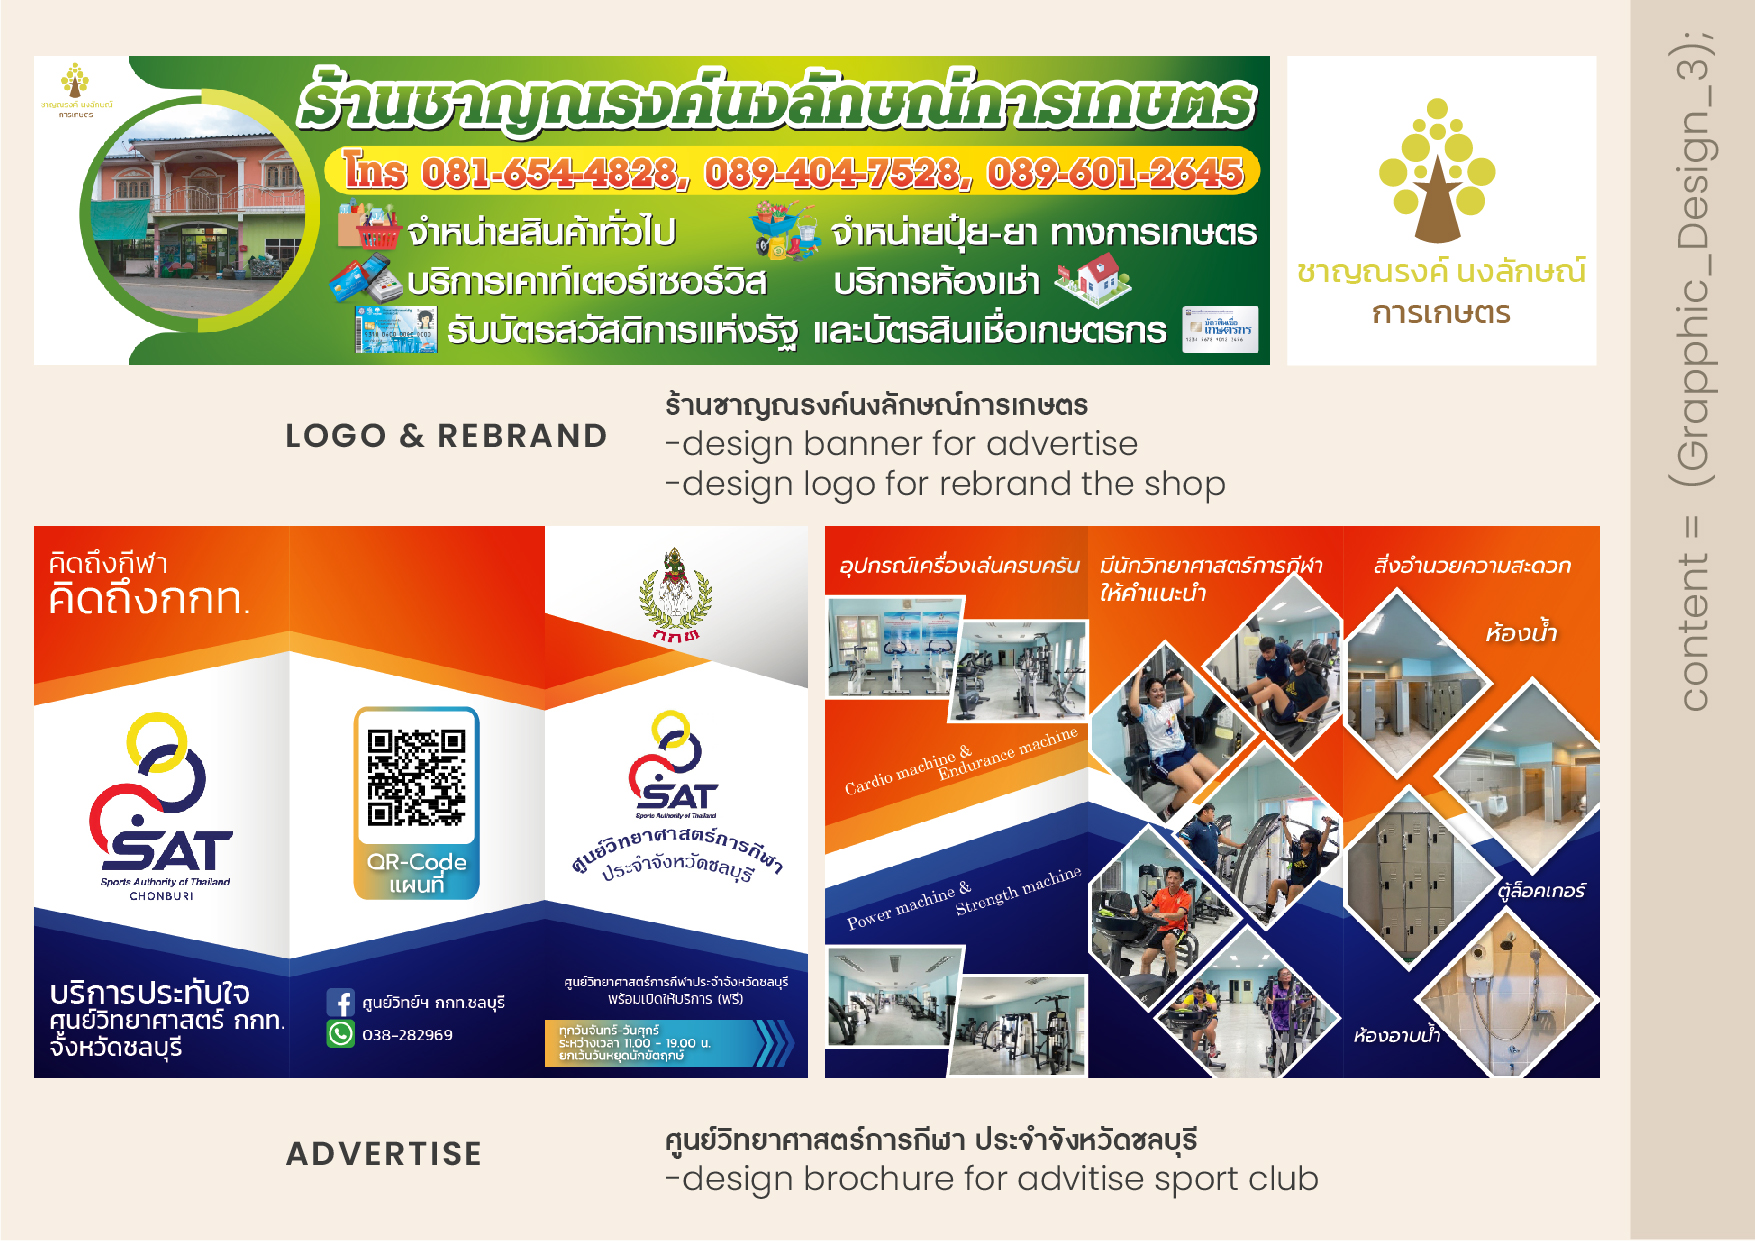 ชาญณรงค์ นงลักษณ์
การเกษตร
ร้านชาญณรงค์นงลักษณ์การเกษตร
โทร 081-654-4828, 089-404-7528, 089-601-2645
จำหน่ายสินค้าทั่วไป
จำหน่ายปุ๋ย-ยา ทางการเกษตร
บริการเคาท์เตอร์เซอร์วิส
บริการห้องเช่า
รับบัตรสวัสดิการแห่งรัฐ และบัตรสินเชื่อเกษตรกร
ชาญณรงค์ นงลักษณ์
การเกษตร
content = (Grapphic_Design_3);
LOGO & REBRAND
ร้านชาญณรงค์นงลักษณ์การเกษตร
-design banner for advertise
-design logo for rebrand the shop
คิดถึงกีฬา
คิดถึงกกท.
SAT
Sports Authority of Thailand
CHONBURI
บริการประทับใจ
ศูนย์วิทยาศาสตร์ กกท.
จังหวัดชลบุรี
QR-Code
แผนที่
ศูนย์วิทย์ฯ กกท.ชลบุรี
038-282969
กกท
SAT
Sports Authority of Thailand
ศูนย์วิทยาศาสตร์การกีฬา
ประจำจังหวัดชลบุรี
ศูนย์วิทยาศาสตร์การกีฬาประจำจังหวัดชลบุรี
พร้อมเปิดให้บริการ (ฟรี)
ทุกวันจันทร์-วันศุกร์
ระหว่างเวลา 11.00 - 19.00 น.
ยกเว้นวันหยุดนักขัตฤกษ์
อุปกรณ์เครื่องเล่นครบครัน
Cardio machine &
Endurance machine
Power machine &
Strength machine
มีนักวิทยาศาสตร์การกีฬา
ให้คำแนะนำ
สิ่งอำนวยความสะดวก
ห้องน้ำ
ตู้ล็อคเกอร์
ห้องอาบน้ำ
ADVERTISE
ศูนย์วิทยาศาสตร์การกีฬา ประจำจังหวัดชลบุรี
-design brochure for advitise sport club